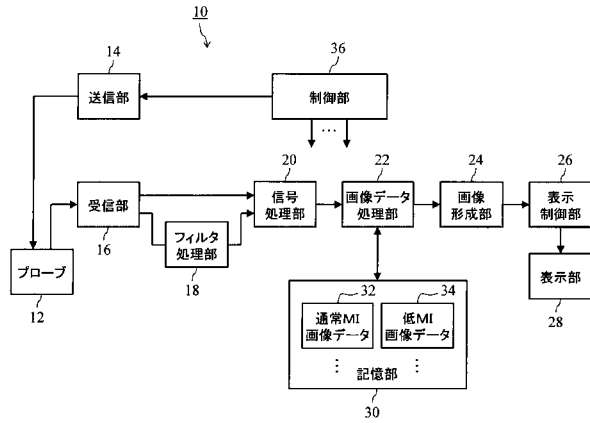 10
14
送信部
36
制御部
…
20
信号
処理部
22
画像データ
処理部
24
画像
形成部
26
表示
制御部
受信部
16
フィルタ
処理部
18
プローブ
12
表示部
28
32
通常MI
画像データ
34
低MI
画像データ
⋮
⋮
記憶部
30